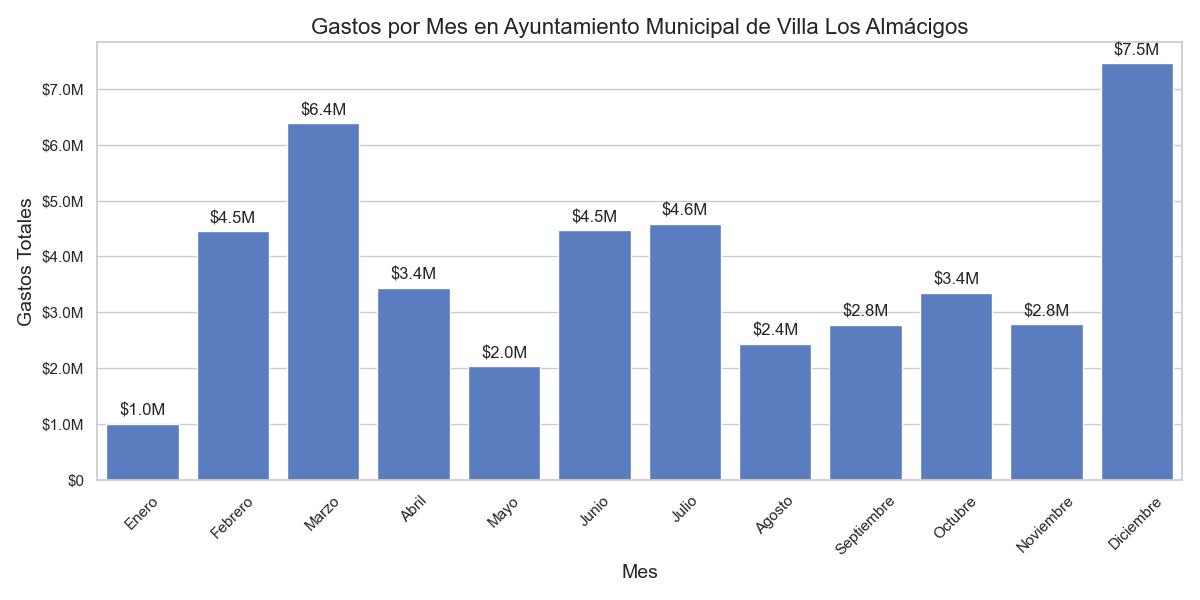 Gastos por Mes en Ayuntamiento Municipal de Villa Los Almácigos
Gastos Totales
$7.0M
$6.0M
$5.0M
$4.0M
$3.0M
$2.0M
$1.0M
$0
$1.0M
$4.5M
$6.4M
$3.4M
$2.0M
$4.5M
$4.6M
$2.4M
$2.8M
$3.4M
$2.8M
$7.5M
Enero
Febrero
Marzo
Abril
Mayo
Junio
Julio
Agosto
Septiembre
Octubre
Noviembre
Diciembre
Mes